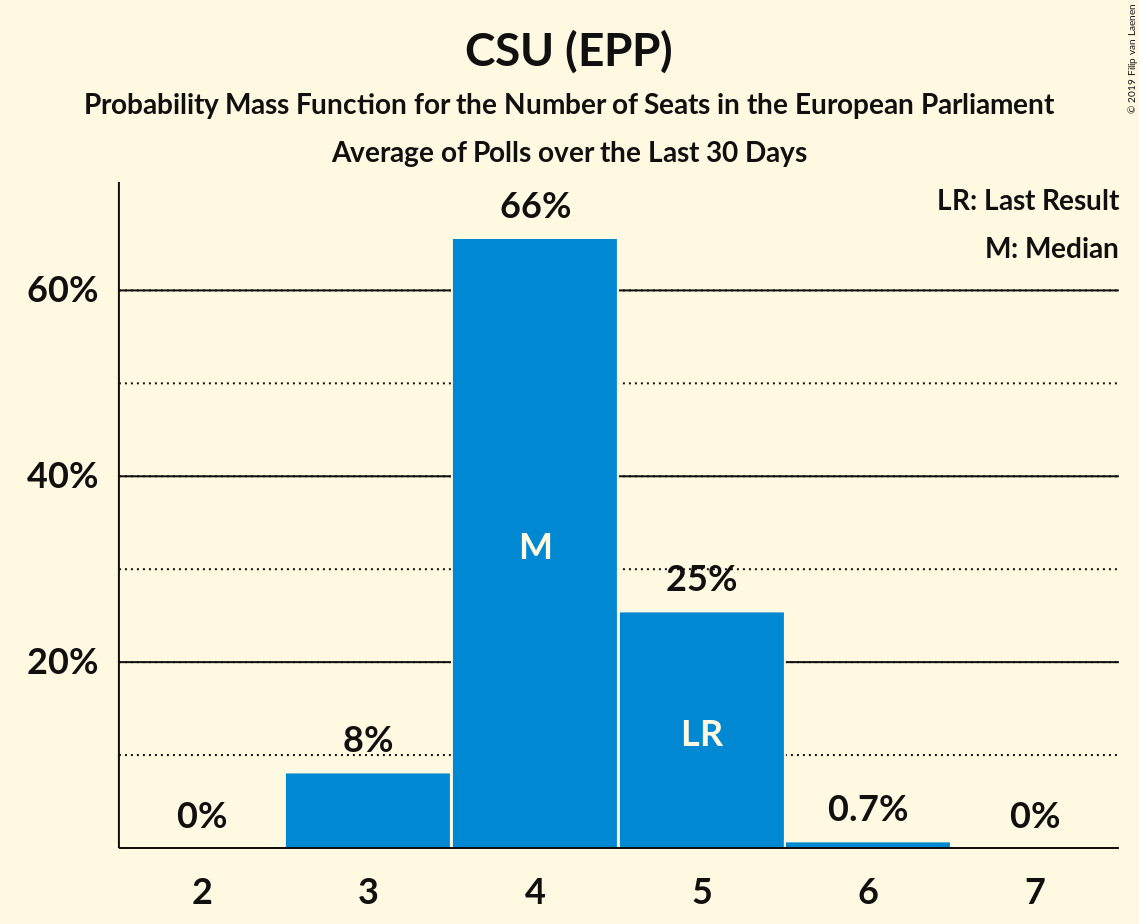 CSU (EPP)
Probability Mass Function for the Number of Seats in the European Parliament
Average of Polls over the Last 30 Days
© 2019 Filip van Laenen
LR: Last Result
M: Median
60%
40%
20%
0%
8%
66%
25%
0.7%
0%
M
LR
2 3 4 5 6 7